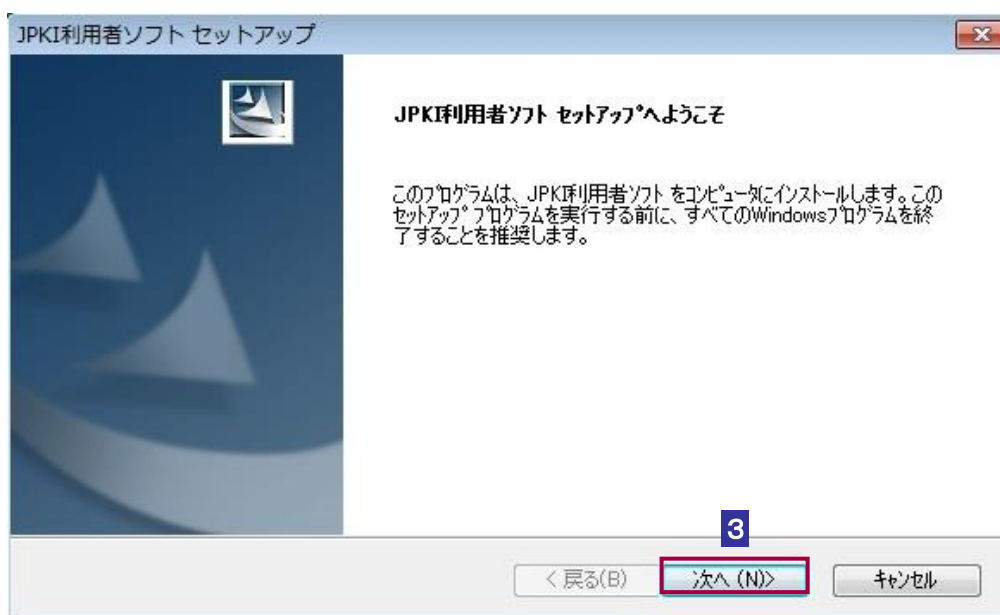 JPKI利用者ソフト セットアップ
JPKI利用者ソフト セットアップへようこそ
このプログラムは、JPKI利用者ソフト をコンピュータにインストールします。この
セットアップ プログラムを実行する前に、すべてのWindowsプログラムを終
了することを推奨します。
3
< 戻る(B)
次へ (N)>
キャンセル